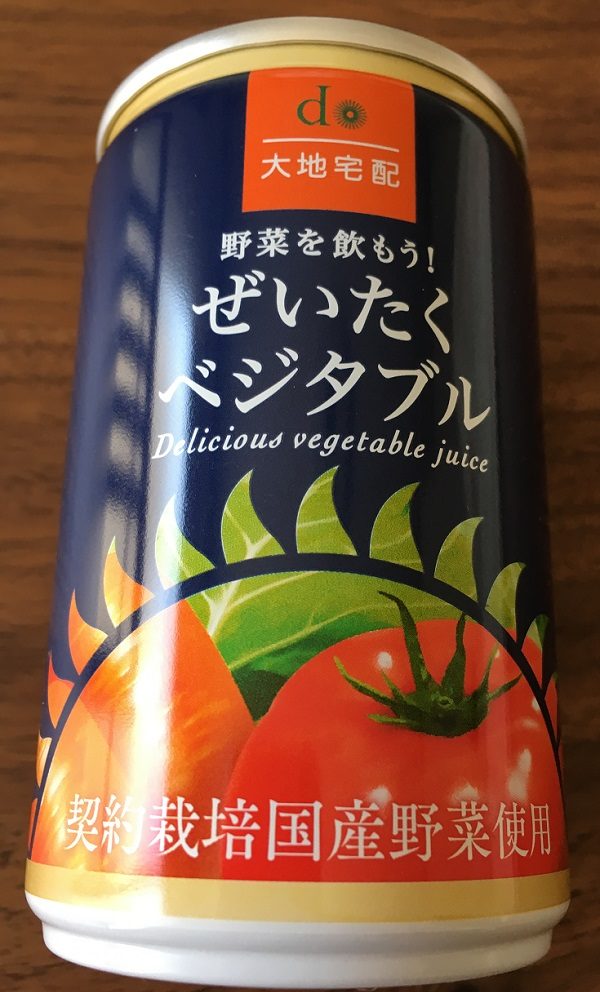 do
大地宅配
野菜を飲もう!
ぜいたく
ベジタブル
Delicious vegetable juice
契約栽培国産野菜使用